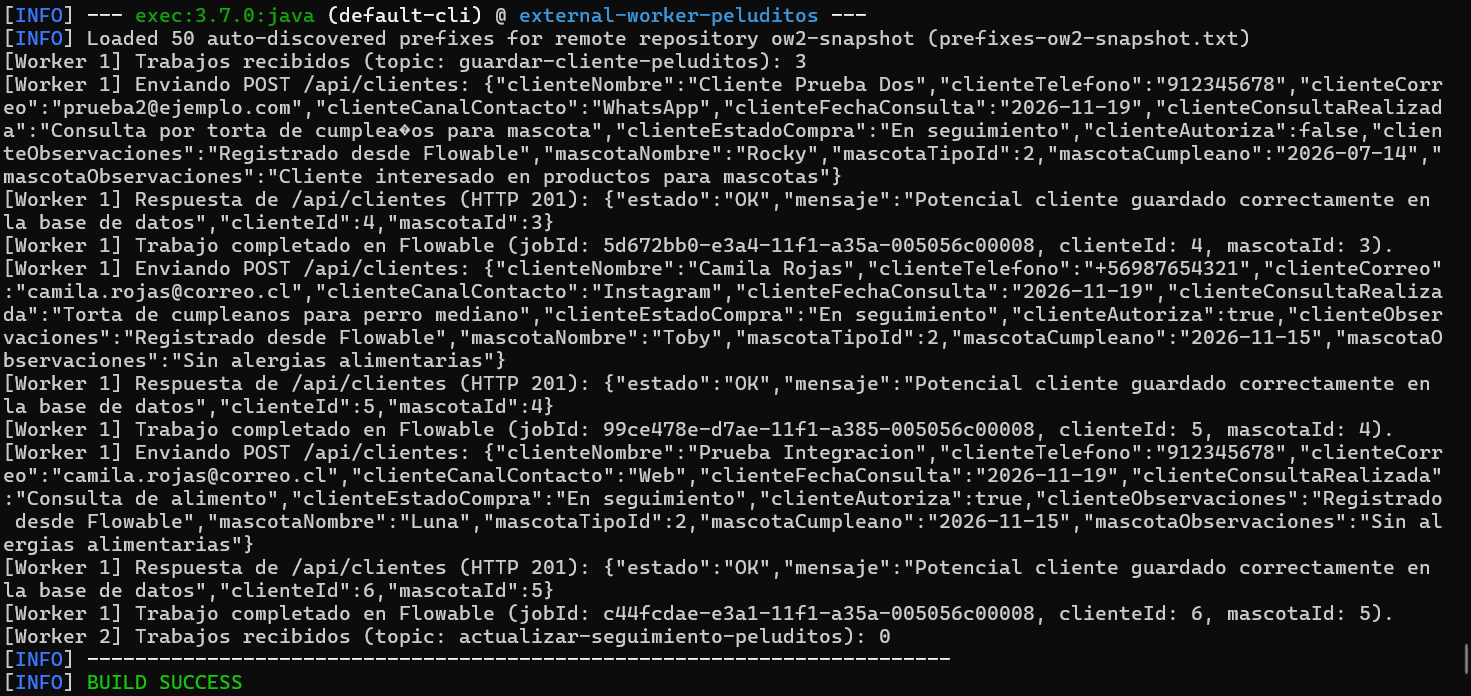 [INFO] --- exec:3.7.0:java (default-cli) @ external-worker-peluditos ---
[INFO] Loaded 50 auto-discovered prefixes for remote repository ow2-snapshot (prefixes-ow2-snapshot.txt)
[Worker 1] Trabajos recibidos (topic: guardar-cliente-peluditos): 3
[Worker 1] Enviando POST /api/clientes: {"clienteNombre":"Cliente Prueba Dos","clienteTelefono":"912345678","clienteCorr
eo":"prueba2@ejemplo.com","clienteCanalContacto":"WhatsApp","clienteFechaConsulta":"2026-11-19","clienteConsultaRealizad
a":"Consulta por torta de cumplea�os para mascota","clienteEstadoCompra":"En seguimiento","clienteAutoriza":false,"clien
teObservaciones":"Registrado desde Flowable","mascotaNombre":"Rocky","mascotaTipoId":2,"mascotaCumpleano":"2026-07-14","
mascotaObservaciones":"Cliente interesado en productos para mascotas"}
[Worker 1] Respuesta de /api/clientes (HTTP 201): {"estado":"OK","mensaje":"Potencial cliente guardado correctamente en
la base de datos","clienteId":4,"mascotaId":3}
[Worker 1] Trabajo completado en Flowable (jobId: 5d672bb0-e3a4-11f1-a35a-005056c00008, clienteId: 4, mascotaId: 3).
[Worker 1] Enviando POST /api/clientes: {"clienteNombre":"Camila Rojas","clienteTelefono":"+56987654321","clienteCorreo"
:"camila.rojas@correo.cl","clienteCanalContacto":"Instagram","clienteFechaConsulta":"2026-11-19","clienteConsultaRealiza
da":"Torta de cumpleanos para perro mediano","clienteEstadoCompra":"En seguimiento","clienteAutoriza":true,"clienteObser
vaciones":"Registrado desde Flowable","mascotaNombre":"Toby","mascotaTipoId":2,"mascotaCumpleano":"2026-11-15","mascotaO
bservaciones":"Sin alergias alimentarias"}
[Worker 1] Respuesta de /api/clientes (HTTP 201): {"estado":"OK","mensaje":"Potencial cliente guardado correctamente en
la base de datos","clienteId":5,"mascotaId":4}
[Worker 1] Trabajo completado en Flowable (jobId: 99ce478e-d7ae-11f1-a385-005056c00008, clienteId: 5, mascotaId: 4).
[Worker 1] Enviando POST /api/clientes: {"clienteNombre":"Prueba Integracion","clienteTelefono":"912345678","clienteCorr
eo":"camila.rojas@correo.cl","clienteCanalContacto":"Web","clienteFechaConsulta":"2026-11-19","clienteConsultaRealizada"
:"Consulta de alimento","clienteEstadoCompra":"En seguimiento","clienteAutoriza":true,"clienteObservaciones":"Registrado
 desde Flowable","mascotaNombre":"Luna","mascotaTipoId":2,"mascotaCumpleano":"2026-11-15","mascotaObservaciones":"Sin al
ergias alimentarias"}
[Worker 1] Respuesta de /api/clientes (HTTP 201): {"estado":"OK","mensaje":"Potencial cliente guardado correctamente en
la base de datos","clienteId":6,"mascotaId":5}
[Worker 1] Trabajo completado en Flowable (jobId: c44fcdae-e3a1-11f1-a35a-005056c00008, clienteId: 6, mascotaId: 5).
[Worker 2] Trabajos recibidos (topic: actualizar-seguimiento-peluditos): 0
[INFO] ------------------------------------------------------------------------
[INFO] BUILD SUCCESS